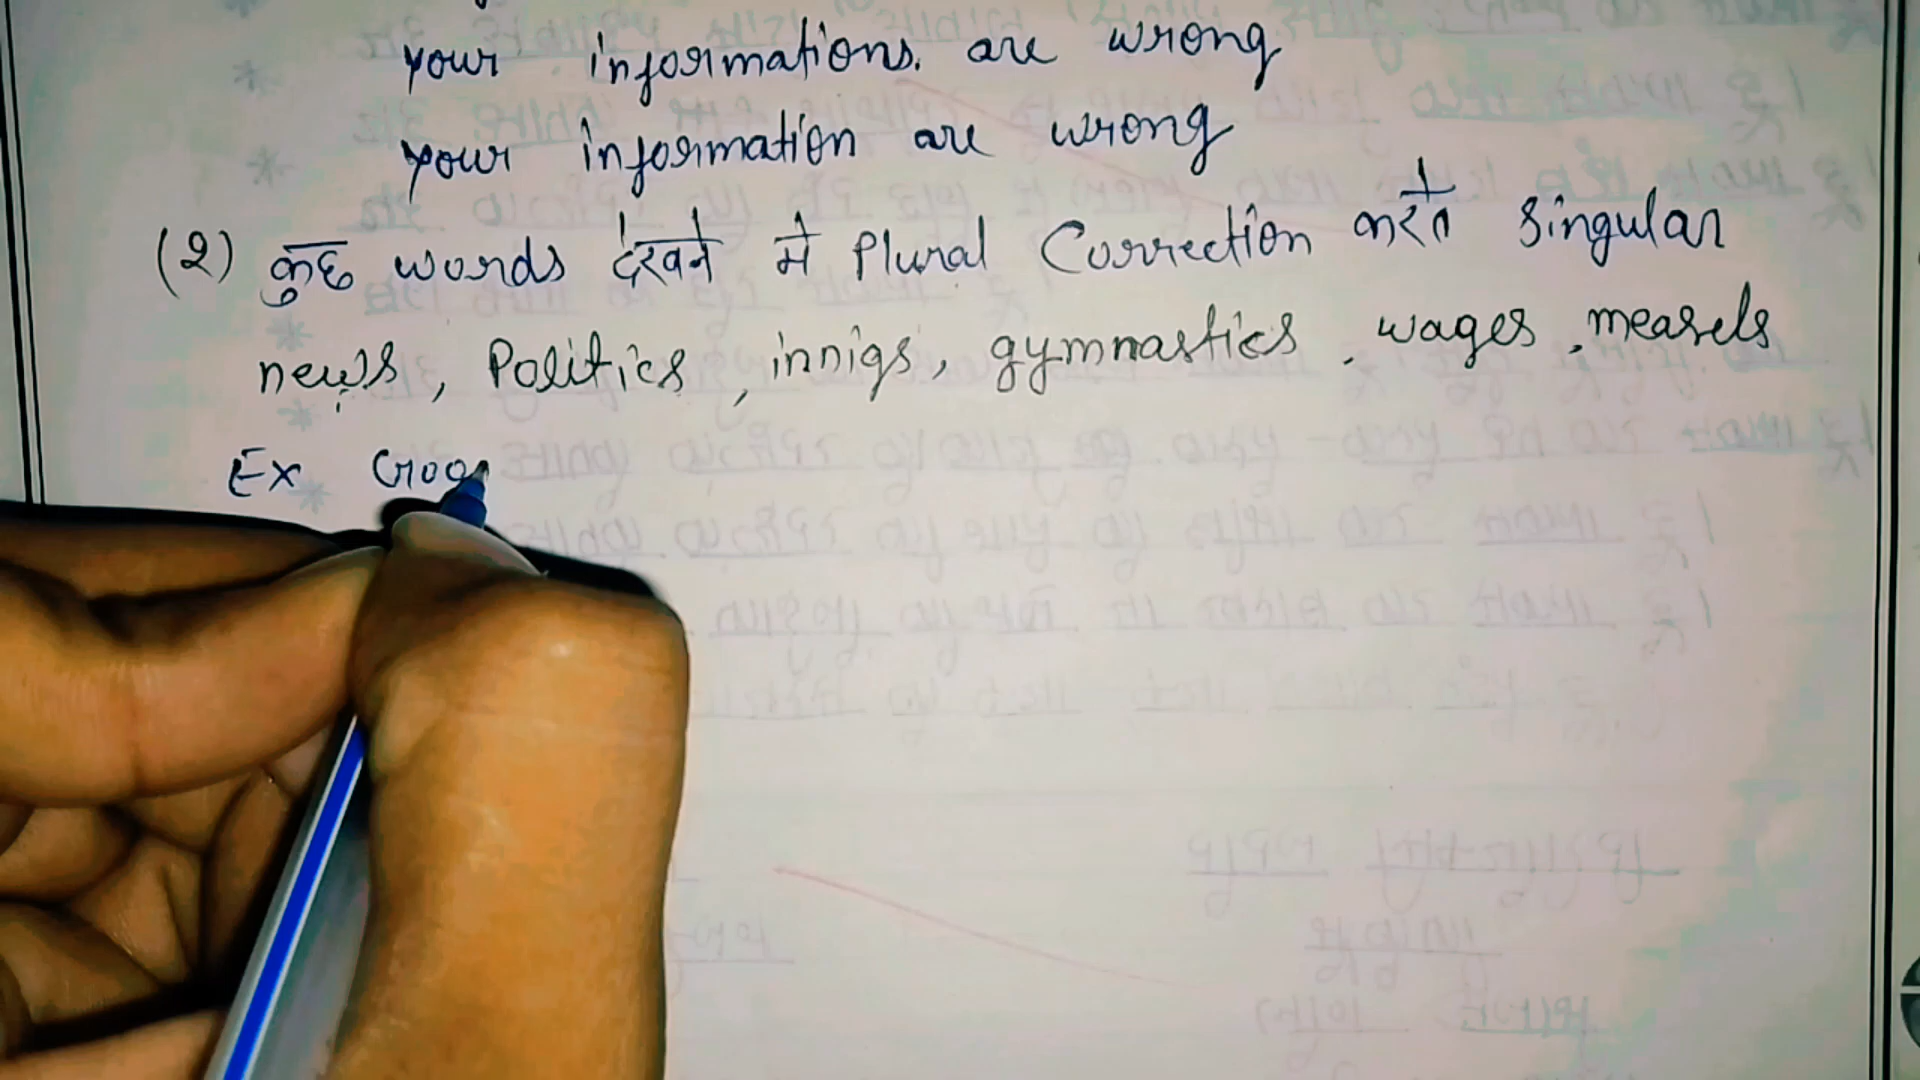 your informations. are wrong
your information are wrong
(2) कुछ words देखने मे Plural Correction करते Singular
news, Politics, innigs, gymnastics, wages, measels
Ex Goo